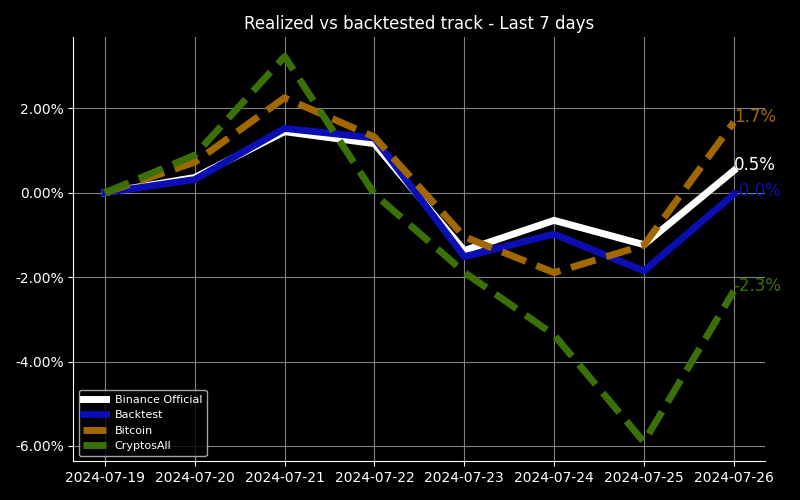 Realized vs backtested track - Last 7 days
2.00%
0.00%
-2.00%
-4.00%
-6.00%
1.7%
0.5%
-0.0%
-2.3%
Binance Official
Backtest
Bitcoin
CryptosAll
2024-07-19 2024-07-20 2024-07-21 2024-07-22 2024-07-23 2024-07-24 2024-07-25 2024-07-26